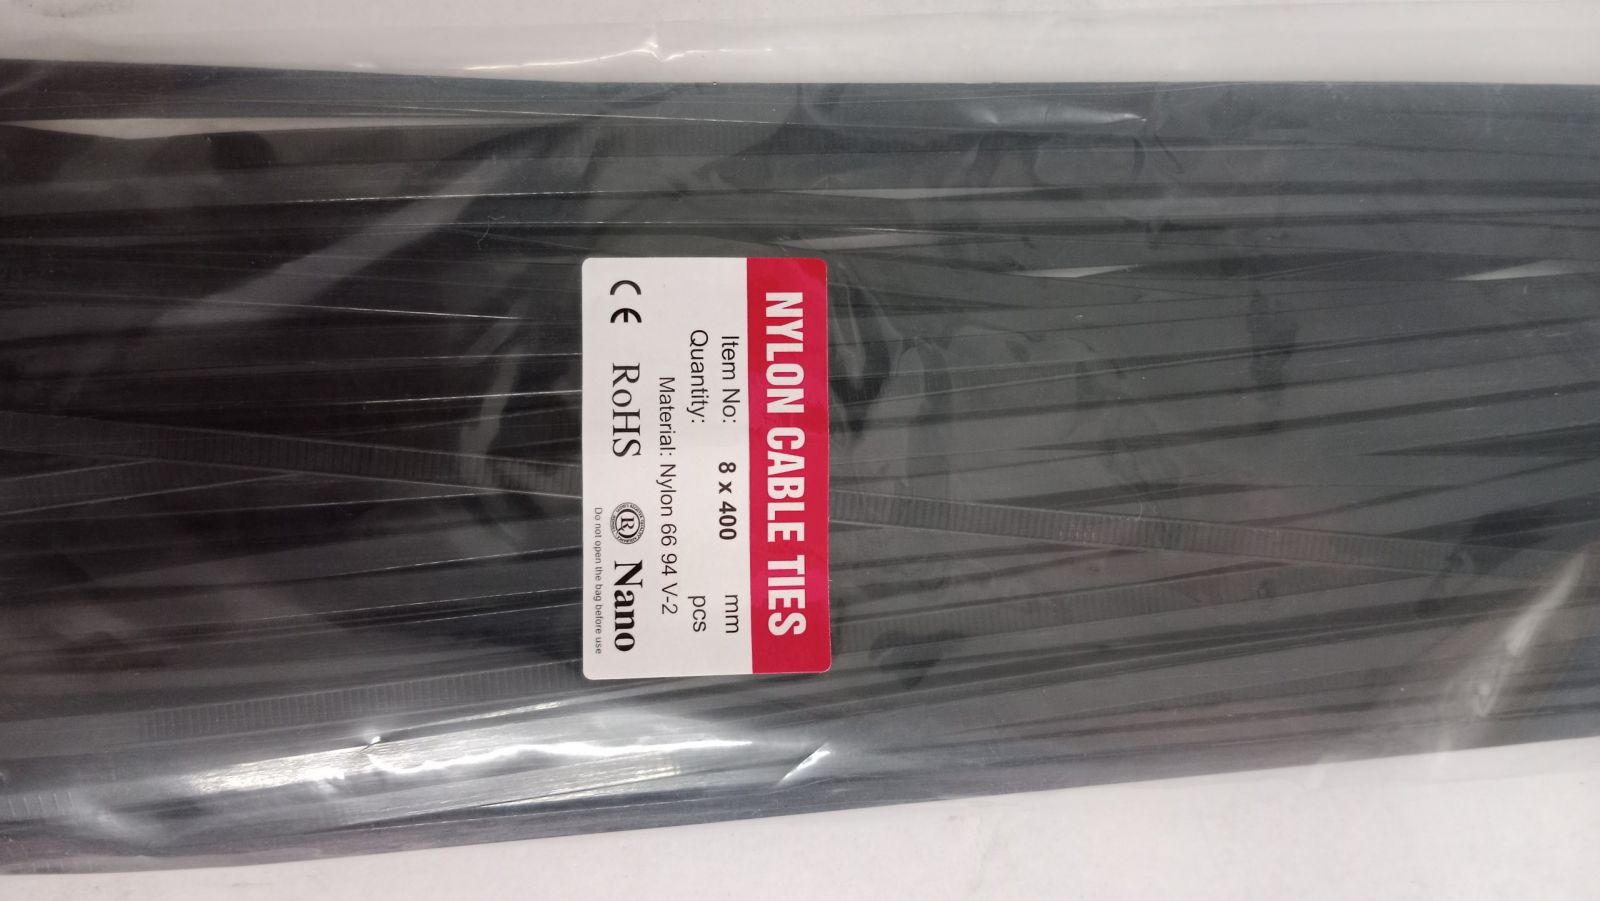 NYLON CABLE TIES
Item No: 8 x 400 mm
Quantity: pcs
Material: Nylon 66 94 V-2
CE RoHS ® Nano
Do not open the bag before use